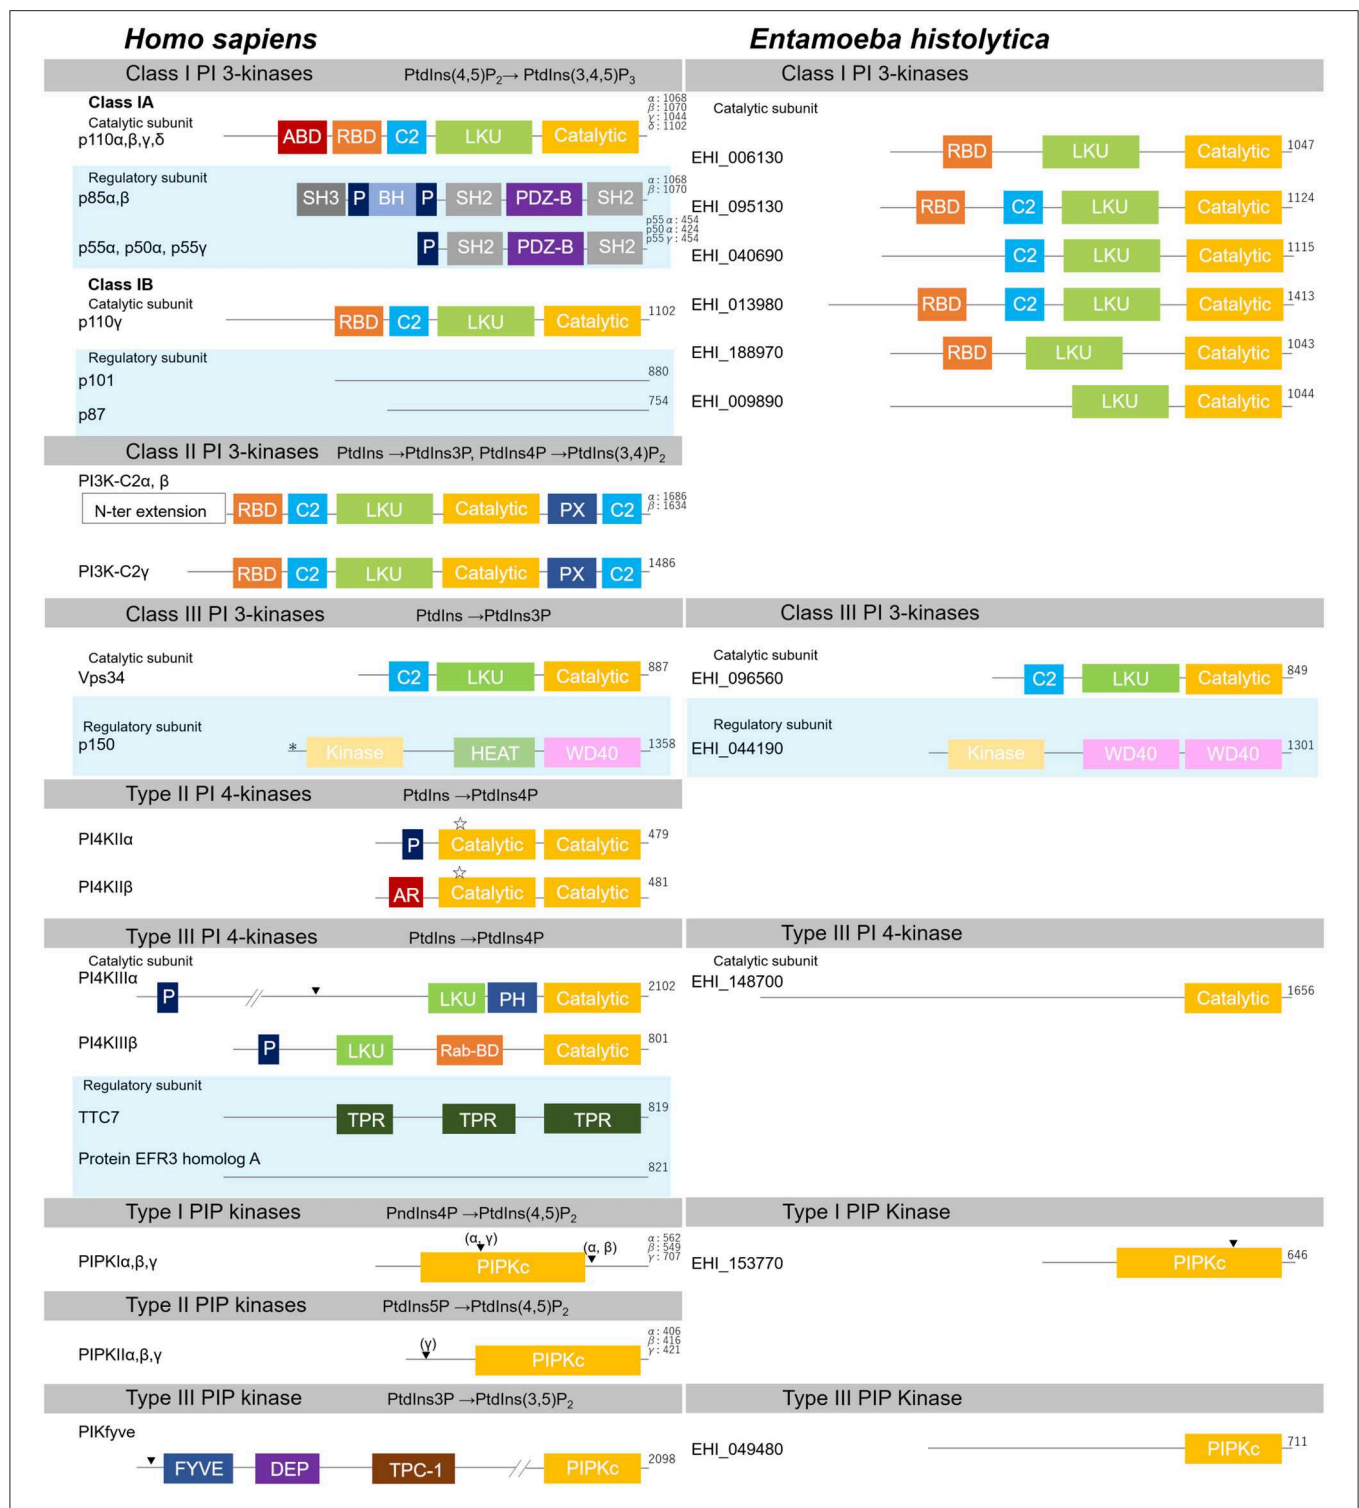 Homo sapiens
Entamoeba histolytica
Class I PI 3-kinases PtdIns(4,5)P2→ PtdIns(3,4,5)P3
Class I PI 3-kinases
Class IA
Catalytic subunit
p110α,β,γ,δ
ABD RBD C2 LKU Catalytic
α: 1068
β: 1070
γ: 1044
δ: 1102
Regulatory subunit
p85α,β
SH3 P BH P SH2 PDZ-B SH2
α: 1068
β: 1070
p55α, p50α, p55γ
P SH2 PDZ-B SH2
p55 α: 454
p50 α: 424
p55 γ: 454
Class IB
Catalytic subunit
p110γ
RBD C2 LKU Catalytic 1102
Regulatory subunit
p101 880
p87 754
Catalytic subunit
EHI_006130 RBD LKU Catalytic 1047
EHI_095130 RBD C2 LKU Catalytic 1124
EHI_040690 C2 LKU Catalytic 1115
EHI_013980 RBD C2 LKU Catalytic 1413
EHI_188970 RBD LKU Catalytic 1043
EHI_009890 LKU Catalytic 1044
Class II PI 3-kinases PtdIns →PtdIns3P, PtdIns4P →PtdIns(3,4)P2
PI3K-C2α, β
N-ter extension RBD C2 LKU Catalytic PX C2
α: 1686
β: 1634
PI3K-C2γ RBD C2 LKU Catalytic PX C2 1486
Class III PI 3-kinases PtdIns →PtdIns3P
Class III PI 3-kinases
Catalytic subunit
Vps34 C2 LKU Catalytic 887
Regulatory subunit
p150 * Kinase HEAT WD40 1358
Catalytic subunit
EHI_096560 C2 LKU Catalytic 849
Regulatory subunit
EHI_044190 Kinase WD40 WD40 1301
Type II PI 4-kinases PtdIns →PtdIns4P
☆
PI4KIIα P Catalytic Catalytic 479
☆
PI4KIIβ AR Catalytic Catalytic 481
Type III PI 4-kinases PtdIns →PtdIns4P
Type III PI 4-kinase
Catalytic subunit
PI4KIIIα P // ▼ LKU PH Catalytic 2102
PI4KIIIβ P LKU Rab-BD Catalytic 801
Regulatory subunit
TTC7 TPR TPR TPR 819
Protein EFR3 homolog A 821
Catalytic subunit
EHI_148700 Catalytic 1656
Type I PIP kinases PndIns4P →PtdIns(4,5)P2
Type I PIP Kinase
(α, γ) (α, β)
PIPKIα,β,γ PIPKc
α: 562
β: 549
γ: 707
EHI_153770 PIPKc 646
Type II PIP kinases PtdIns5P →PtdIns(4,5)P2
(γ)
PIPKIIα,β,γ PIPKc
α: 406
β: 416
γ: 421
Type III PIP kinase PtdIns3P →PtdIns(3,5)P2
Type III PIP Kinase
PIKfyve
FYVE DEP TPC-1 // PIPKc 2098
EHI_049480 PIPKc 711